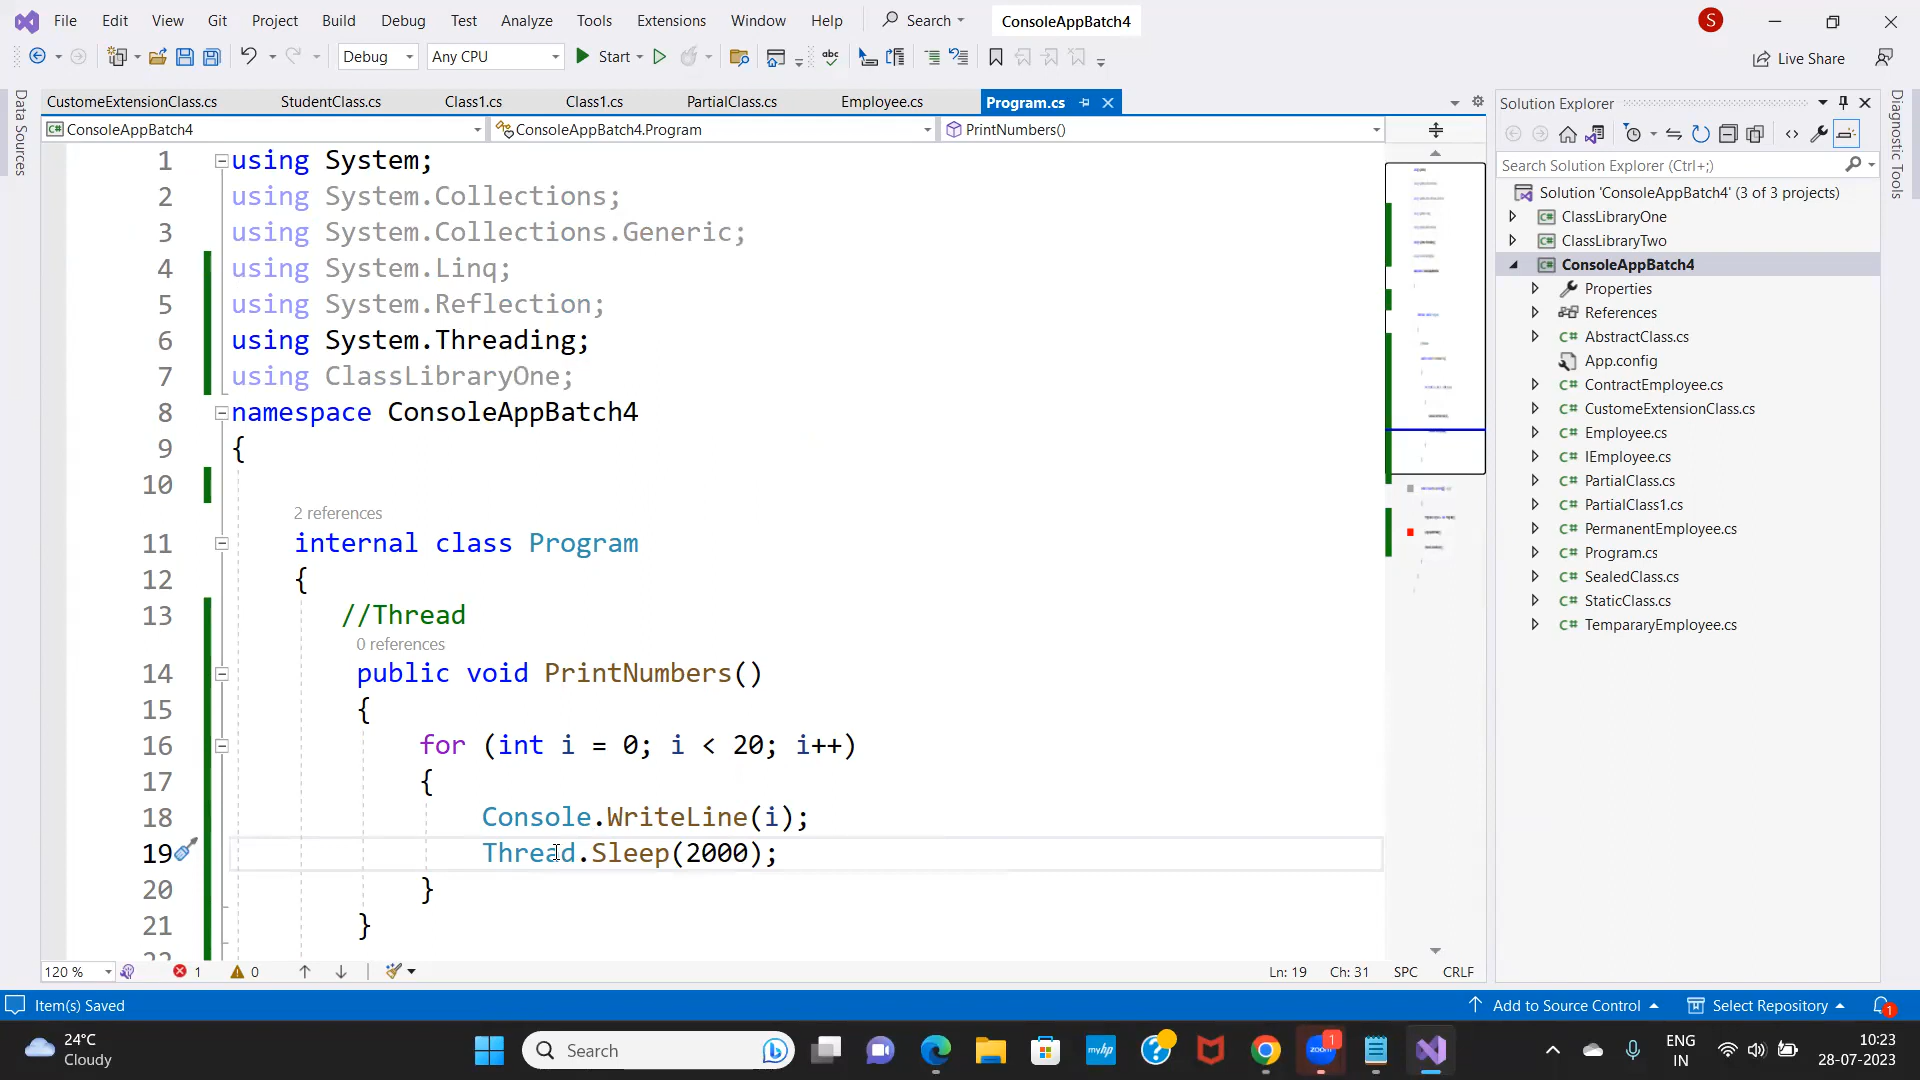 File Edit View Git Project Build Debug Test Analyze Tools Extensions Window Help Search ConsoleAppBatch4 S
Debug Any CPU Start abc Live Share
Data Sources
CustomeExtensionClass.cs StudentClass.cs Class1.cs Class1.cs PartialClass.cs Employee.cs Program.cs
ConsoleAppBatch4 ConsoleAppBatch4.Program PrintNumbers()
1 using System;
2 using System.Collections;
3 using System.Collections.Generic;
4 using System.Linq;
5 using System.Reflection;
6 using System.Threading;
7 using ClassLibraryOne;
8 namespace ConsoleAppBatch4
9 {
10
2 references
11 internal class Program
12 {
13 //Thread
0 references
14 public void PrintNumbers()
15 {
16 for (int i = 0; i < 20; i++)
17 {
18 Console.WriteLine(i);
19 Thread.Sleep(2000);
20 }
21 }
120 % 1 0 Ln: 19 Ch: 31 SPC CRLF
Solution Explorer
Search Solution Explorer (Ctrl+;)
Solution 'ConsoleAppBatch4' (3 of 3 projects)
ClassLibraryOne
ClassLibraryTwo
ConsoleAppBatch4
Properties
References
AbstractClass.cs
App.config
ContractEmployee.cs
CustomeExtensionClass.cs
Employee.cs
IEmployee.cs
PartialClass.cs
PartialClass1.cs
PermanentEmployee.cs
Program.cs
SealedClass.cs
StaticClass.cs
TempararyEmployee.cs
Diagnostic Tools
Item(s) Saved Add to Source Control Select Repository 1
24°C
Cloudy
Search
myhp
zoom 1
ENG
IN
10:23
28-07-2023